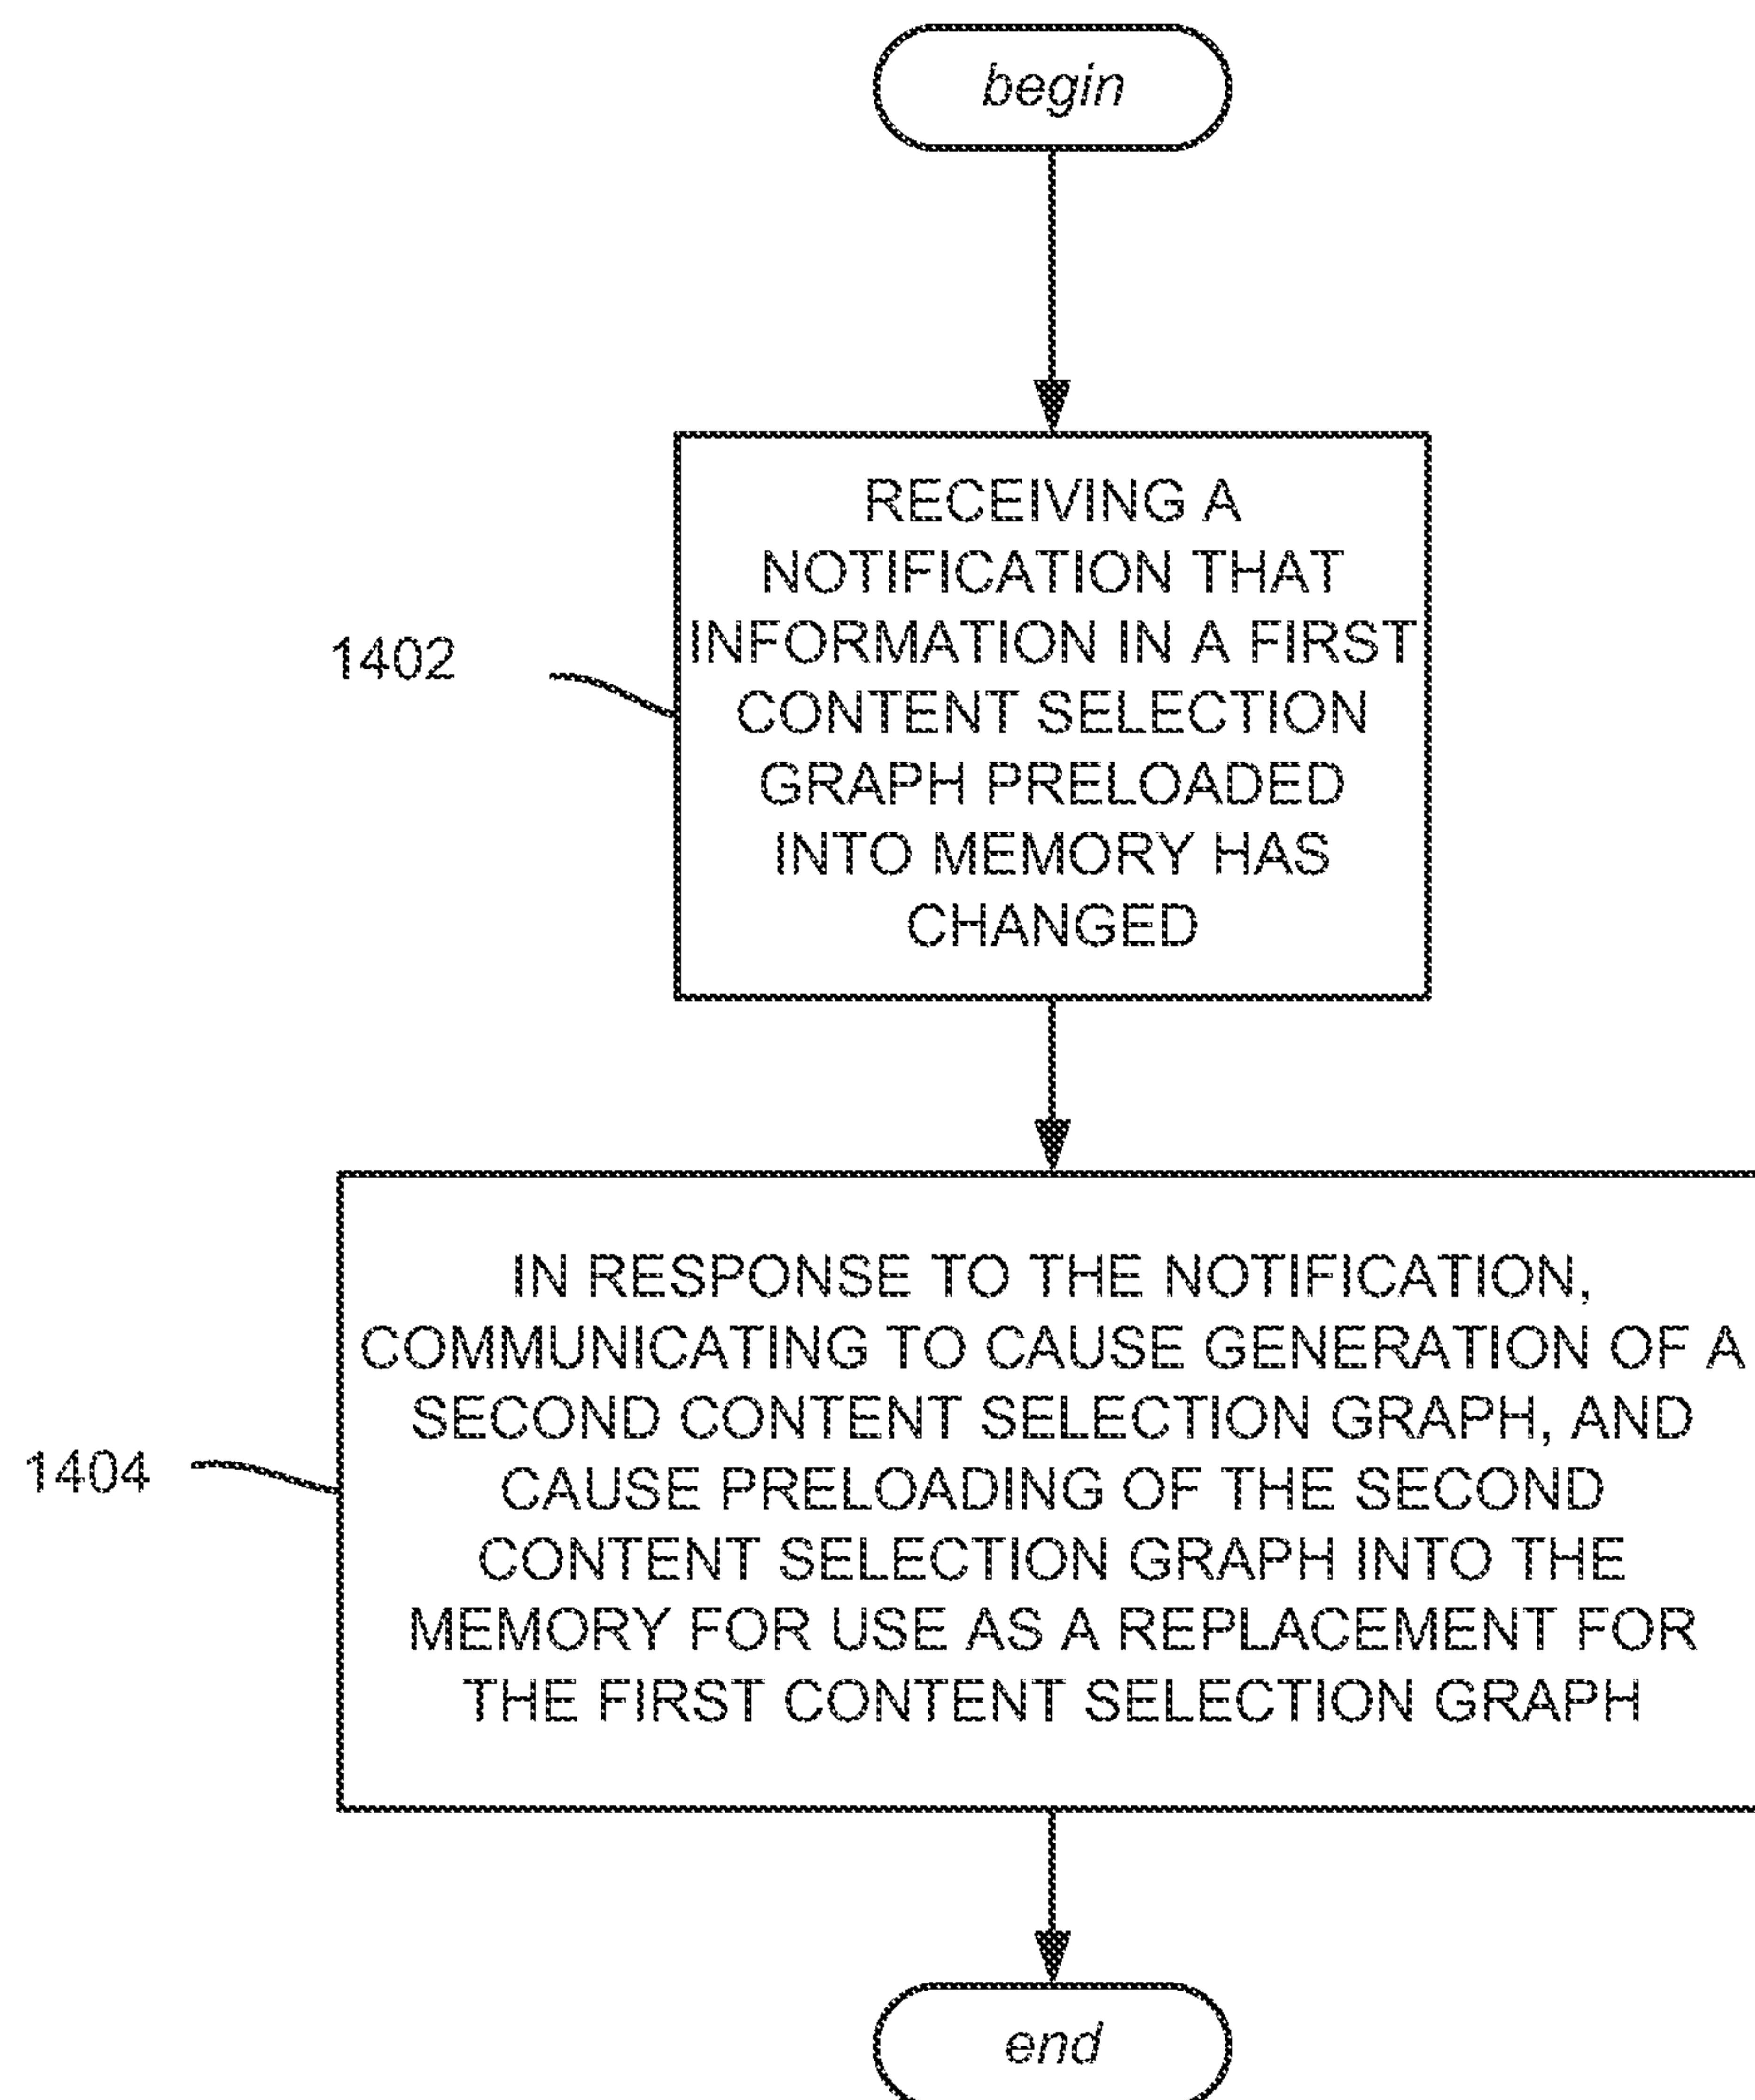 begin
RECEIVING A
NOTIFICATION THAT
INFORMATION IN A FIRST
CONTENT SELECTION
GRAPH PRELOADED
INTO MEMORY HAS
CHANGED
1402
IN RESPONSE TO THE NOTIFICATION,
COMMUNICATING TO CAUSE GENERATION OF A
SECOND CONTENT SELECTION GRAPH, AND
CAUSE PRELOADING OF THE SECOND
CONTENT SELECTION GRAPH INTO THE
MEMORY FOR USE AS A REPLACEMENT FOR
THE FIRST CONTENT SELECTION GRAPH
1404
end